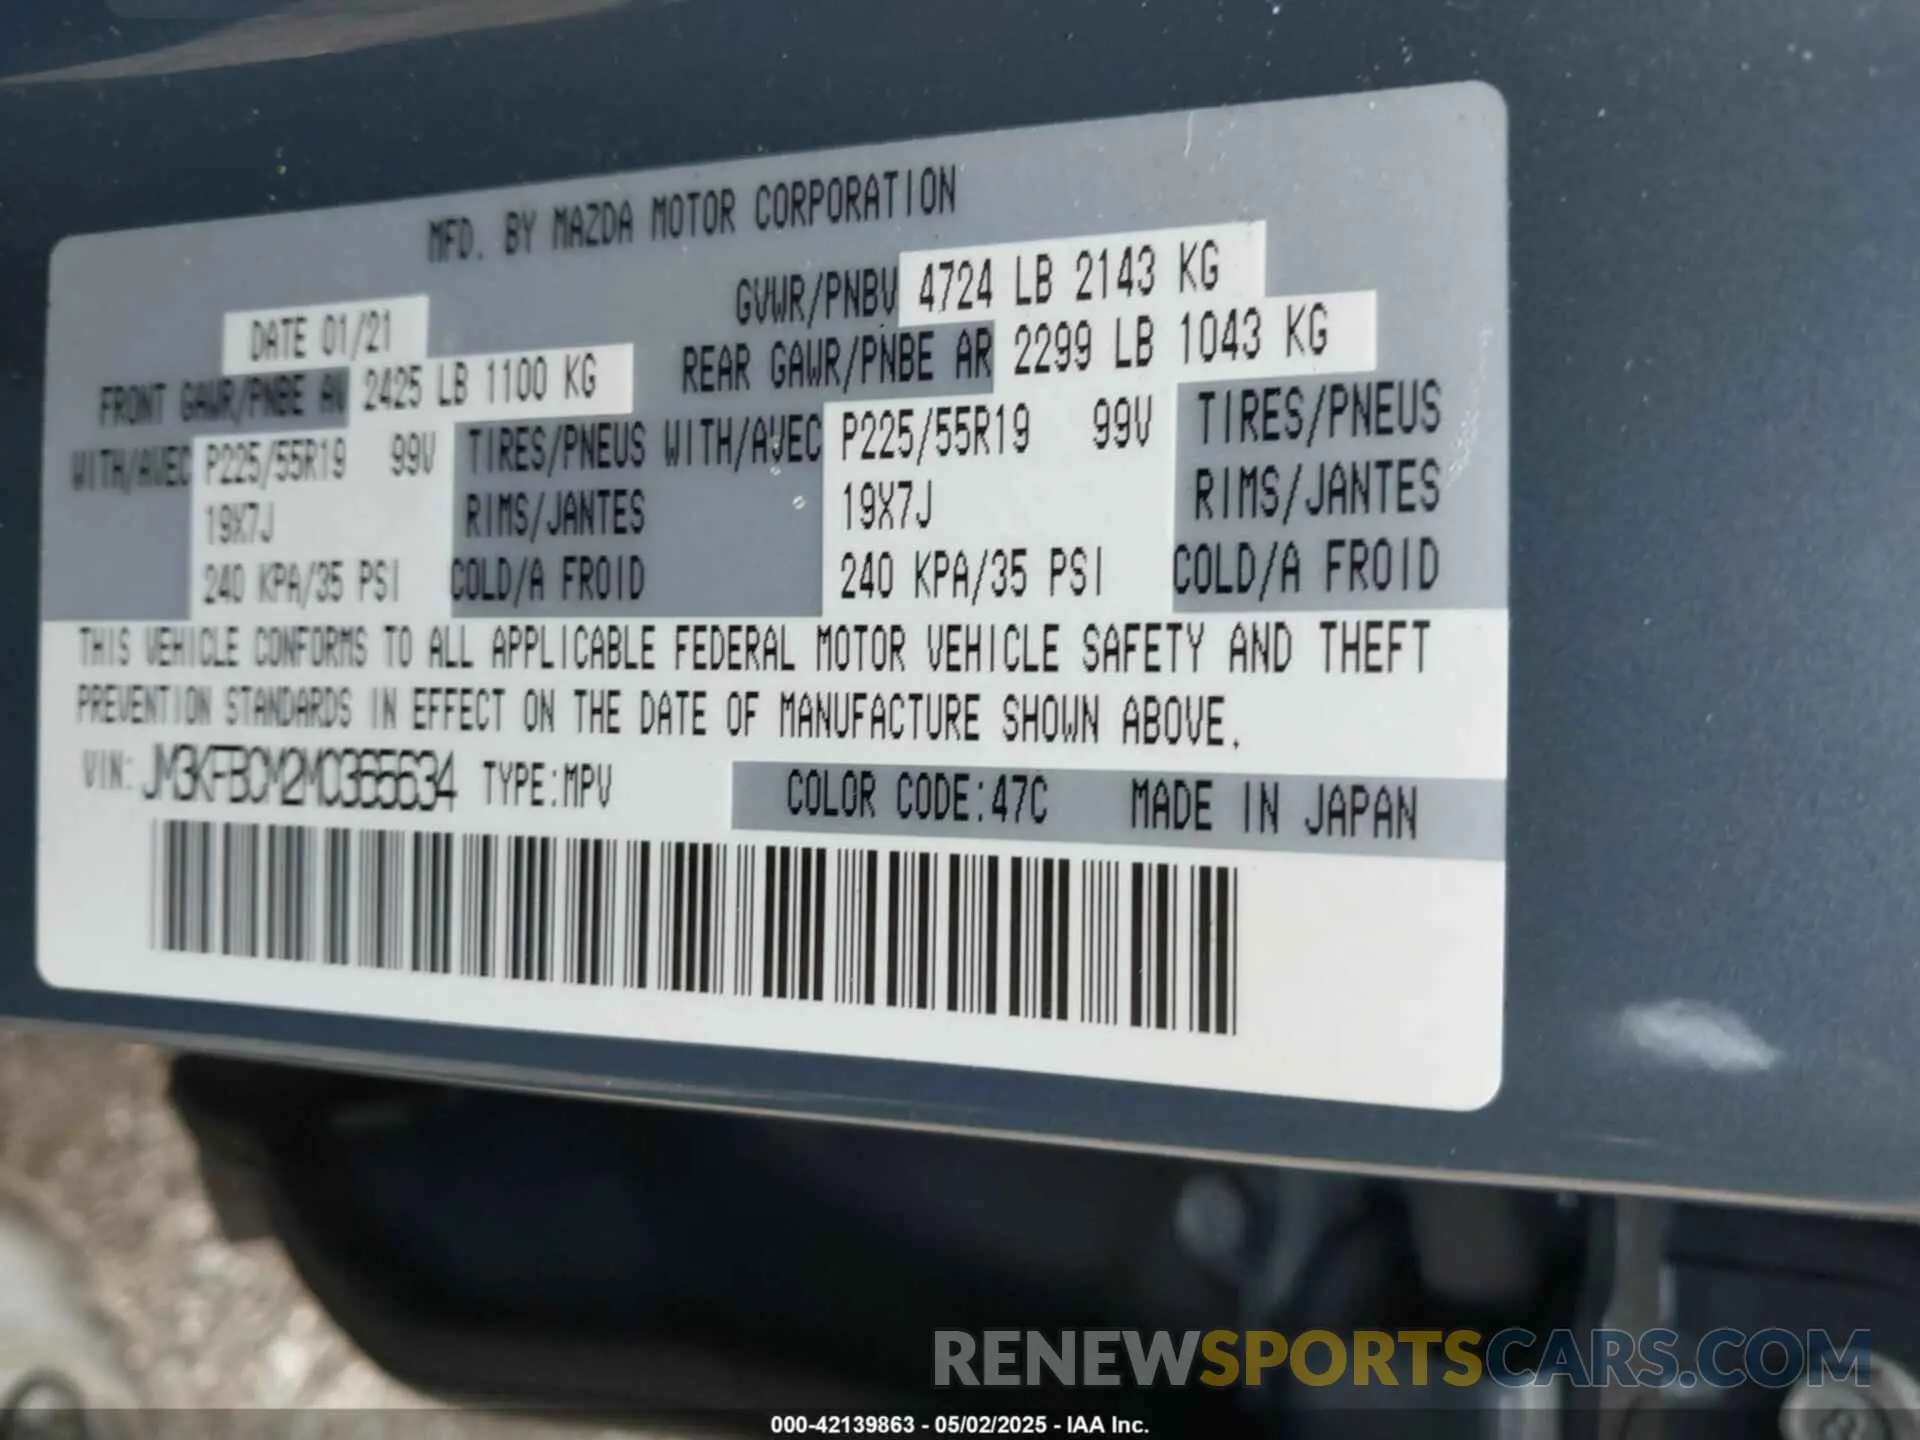 MFD. BY MAZDA MOTOR CORPORATION
DATE 01/21 GVWR/PNBV 4724 LB 2143 KG
FRONT GAWR/PNBE AV 2425 LB 1100 KG REAR GAWR/PNBE AR 2299 LB 1043 KG
WITH/AVEC P225/55R19 99V TIRES/PNEUS WITH/AVEC P225/55R19 99V TIRES/PNEUS
19X7J RIMS/JANTES 19X7J RIMS/JANTES
240 KPA/35 PSI COLD/A FROID 240 KPA/35 PSI COLD/A FROID
THIS VEHICLE CONFORMS TO ALL APPLICABLE FEDERAL MOTOR VEHICLE SAFETY AND THEFT
PREVENTION STANDARDS IN EFFECT ON THE DATE OF MANUFACTURE SHOWN ABOVE.
VIN: JM3KFBCM2M0365634 TYPE:MPV COLOR CODE:47C MADE IN JAPAN
RENEWSPORTSCARS.COM
000-42139863 - 05/02/2025 - IAA Inc.